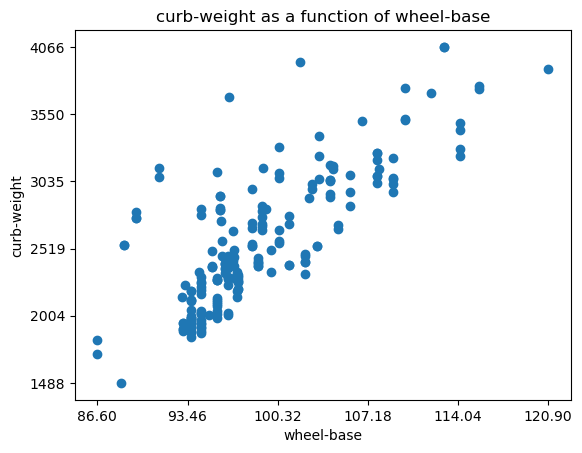 curb-weight as a function of wheel-base
curb-weight
4066
3550
3035
2519
2004
1488
86.60 93.46 100.32 107.18 114.04 120.90
wheel-base